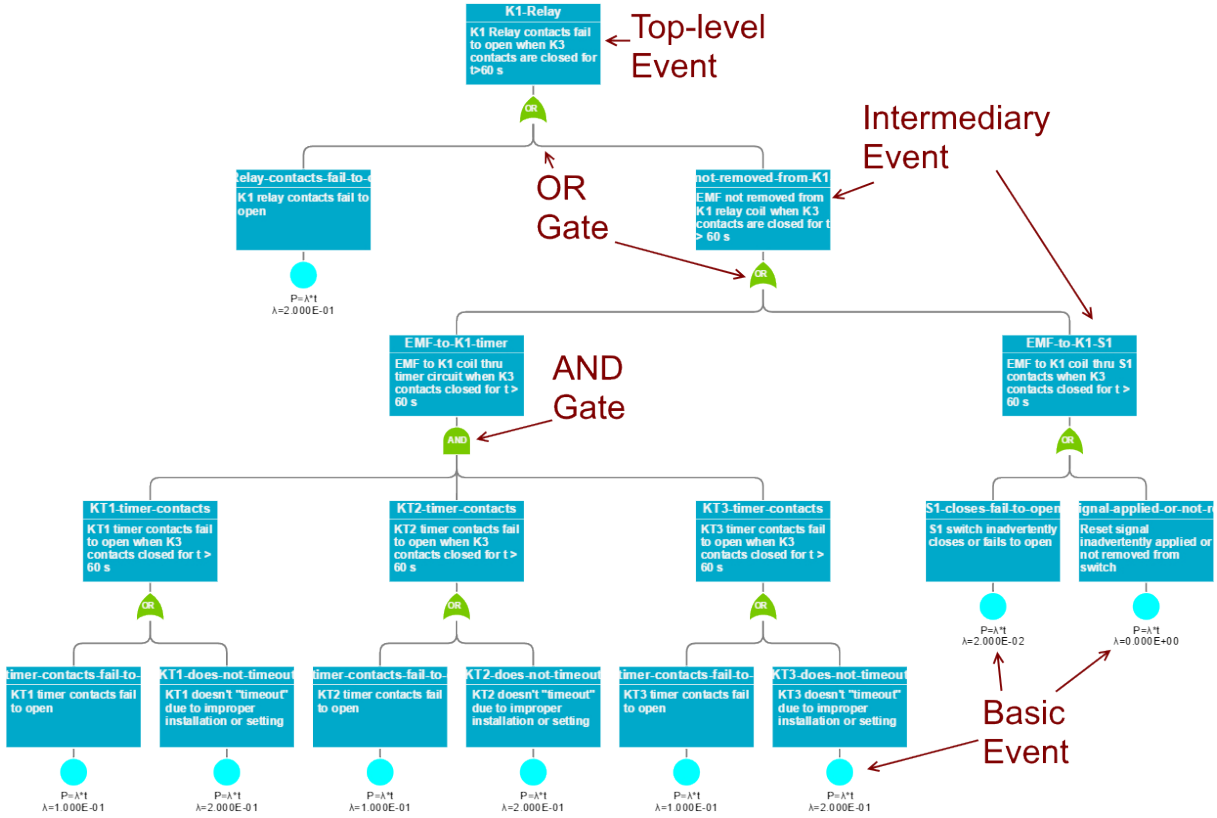 K1-Relay
K1 Relay contacts fail
to open when K3
contacts are closed for
t>60 s
Top-level
Event
OR
Intermediary
Event
Relay-contacts-fail-to-o
K1 relay contacts fail to
open
P=λ*t
λ=2.000E-01
OR
Gate
not-removed-from-K1
EMF not removed from
K1 relay coil when K3
contacts are closed for t
> 60 s
OR
EMF-to-K1-timer
EMF to K1 coil thru
timer circuit when K3
contacts closed for t >
60 s
AND
Gate
AND
EMF-to-K1-S1
EMF to K1 coil thru S1
contacts when K3
contacts closed for t >
60 s
OR
KT1-timer-contacts
KT1 timer contacts fail
to open when K3
contacts closed for t >
60 s
OR
KT2-timer-contacts
KT2 timer contacts fail
to open when K3
contacts closed for t >
60 s
OR
KT3-timer-contacts
KT3 timer contacts fail
to open when K3
contacts closed for t >
60 s
OR
S1-closes-fail-to-open
S1 switch inadvertently
closes or fails to open
P=λ*t
λ=2.000E-02
signal-applied-or-not-re
Reset signal
inadvertently applied or
not removed from
switch
P=λ*t
λ=0.000E+00
timer-contacts-fail-to-
KT1 timer contacts fail
to open
P=λ*t
λ=1.000E-01
KT1-does-not-timeout
KT1 doesn't "timeout"
due to improper
installation or setting
P=λ*t
λ=2.000E-01
timer-contacts-fail-to-
KT2 timer contacts fail
to open
P=λ*t
λ=1.000E-01
KT2-does-not-timeout
KT2 doesn't "timeout"
due to improper
installation or setting
P=λ*t
λ=2.000E-01
timer-contacts-fail-to-
KT3 timer contacts fail
to open
P=λ*t
λ=1.000E-01
KT3-does-not-timeout
KT3 doesn't "timeout"
due to improper
installation or setting
P=λ*t
λ=2.000E-01
Basic
Event